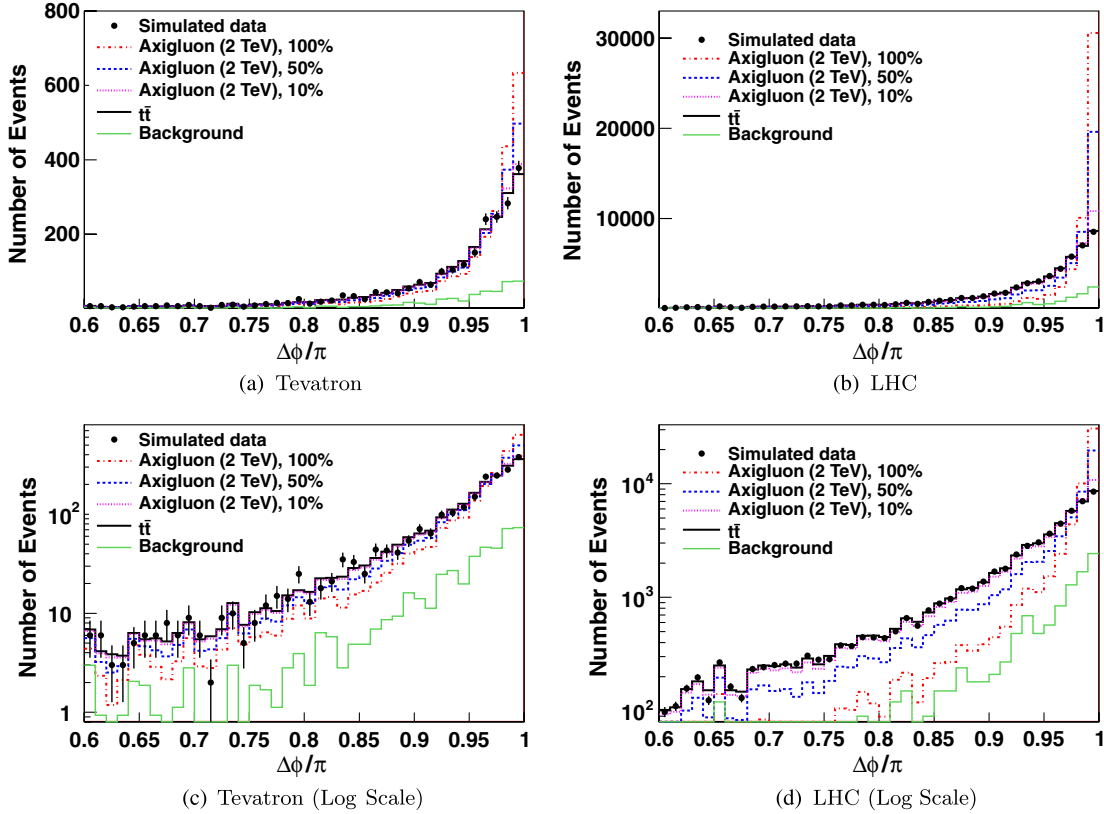 800
600
400
200
Number of Events
Simulated data
Axigluon (2 TeV), 100%
Axigluon (2 TeV), 50%
Axigluon (2 TeV), 10%
tt̄
Background
0.6 0.65 0.7 0.75 0.8 0.85 0.9 0.95 1
Δϕ/π
(a) Tevatron
30000
20000
10000
Number of Events
Simulated data
Axigluon (2 TeV), 100%
Axigluon (2 TeV), 50%
Axigluon (2 TeV), 10%
tt̄
Background
0.6 0.65 0.7 0.75 0.8 0.85 0.9 0.95 1
Δϕ/π
(b) LHC
10²
10
1
Number of Events
Simulated data
Axigluon (2 TeV), 100%
Axigluon (2 TeV), 50%
Axigluon (2 TeV), 10%
tt̄
Background
0.6 0.65 0.7 0.75 0.8 0.85 0.9 0.95 1
Δϕ/π
(c) Tevatron (Log Scale)
10⁴
10³
10²
Number of Events
Simulated data
Axigluon (2 TeV), 100%
Axigluon (2 TeV), 50%
Axigluon (2 TeV), 10%
tt̄
Background
0.6 0.65 0.7 0.75 0.8 0.85 0.9 0.95 1
Δϕ/π
(d) LHC (Log Scale)